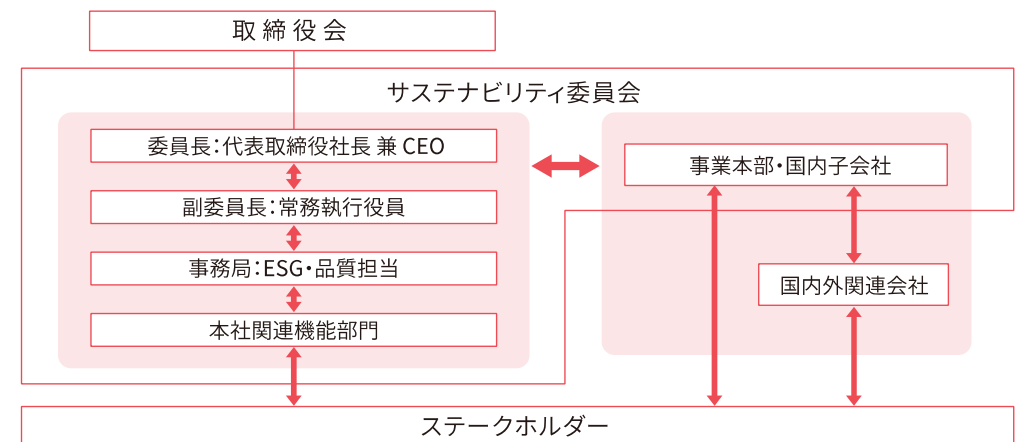 取締役会
サステナビリティ委員会
委員長：代表取締役社長 兼 CEO
副委員長：常務執行役員
事務局：ESG・品質担当
本社関連機能部門
事業本部・国内子会社
国内外関連会社
ステークホルダー